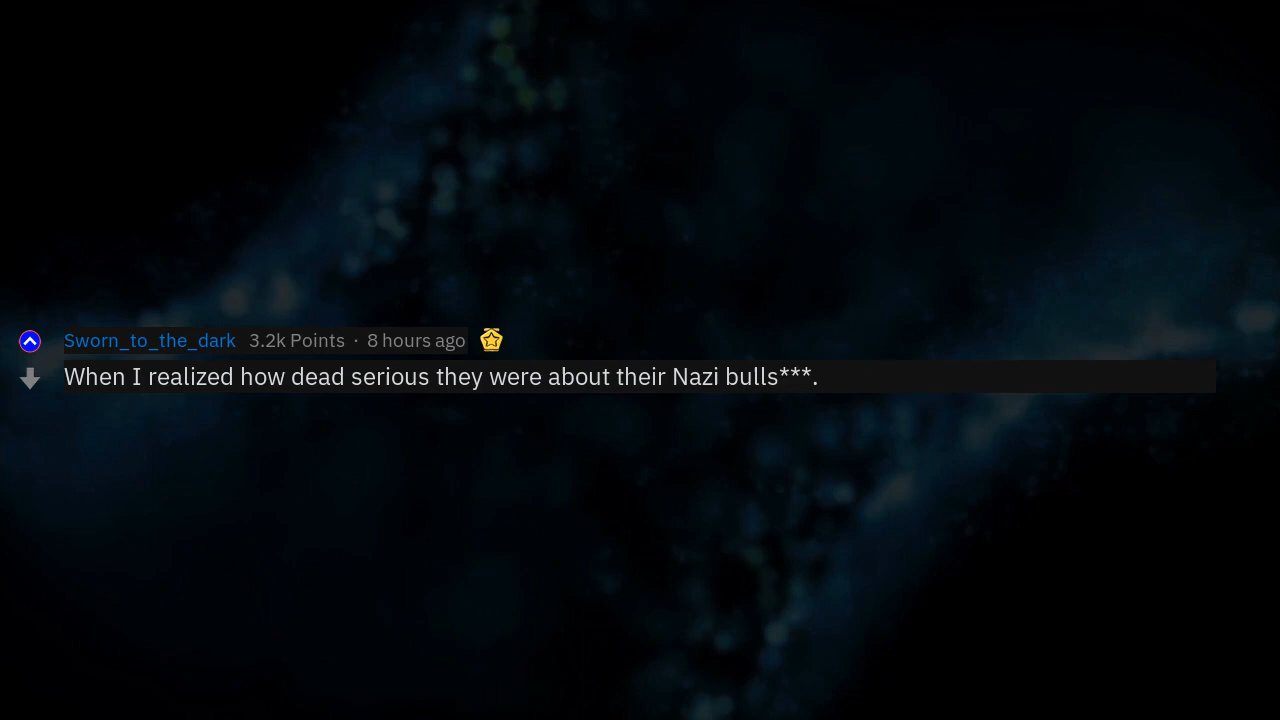 Sworn_to_the_dark 3.2k Points · 8 hours ago
When I realized how dead serious they were about their Nazi bulls***.